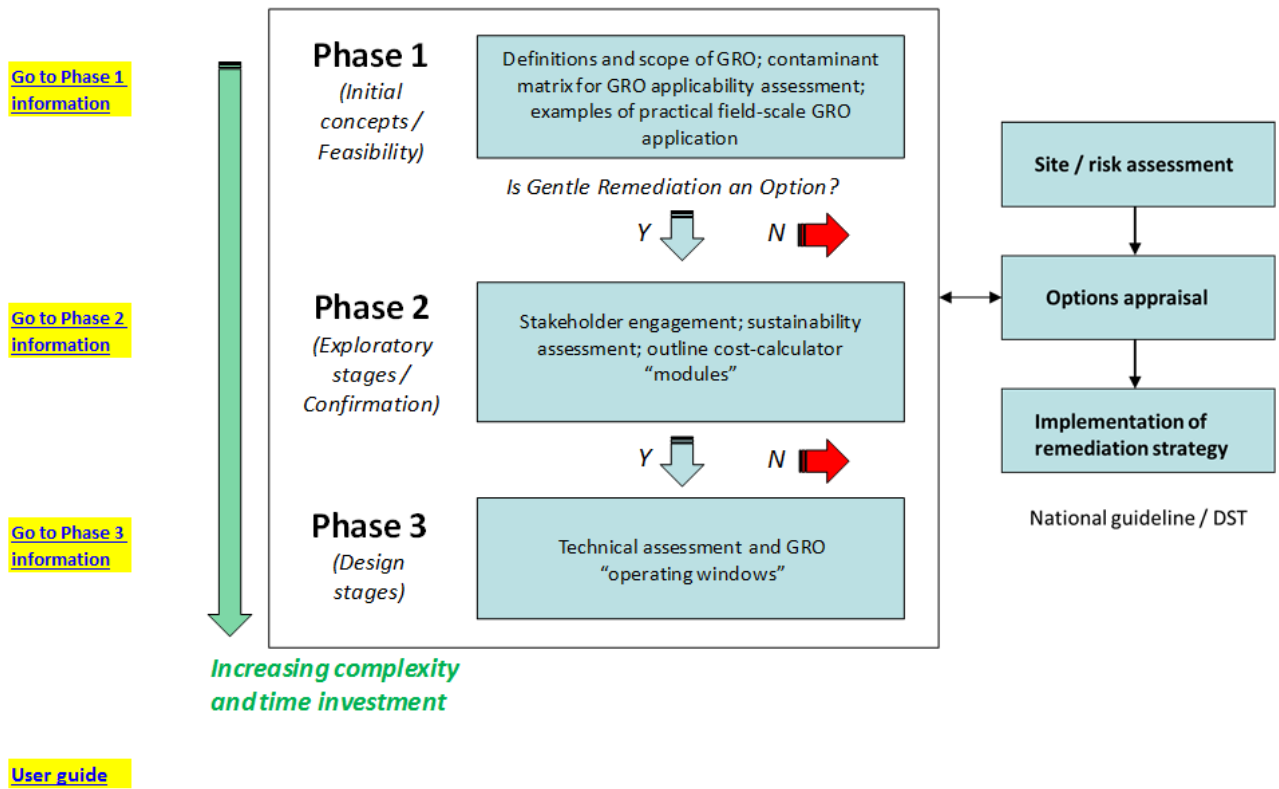 Go to Phase 1
information
Phase 1
(Initial
concepts /
Feasibility)
Definitions and scope of GRO; contaminant
matrix for GRO applicability assessment;
examples of practical field-scale GRO
application
Is Gentle Remediation an Option?
Y
N
Go to Phase 2
information
Phase 2
(Exploratory
stages /
Confirmation)
Stakeholder engagement; sustainability
assessment; outline cost-calculator
“modules”
Y
N
Go to Phase 3
information
Phase 3
(Design
stages)
Technical assessment and GRO
“operating windows”
Site / risk assessment
Options appraisal
Implementation of
remediation strategy
National guideline / DST
Increasing complexity
and time investment
User guide